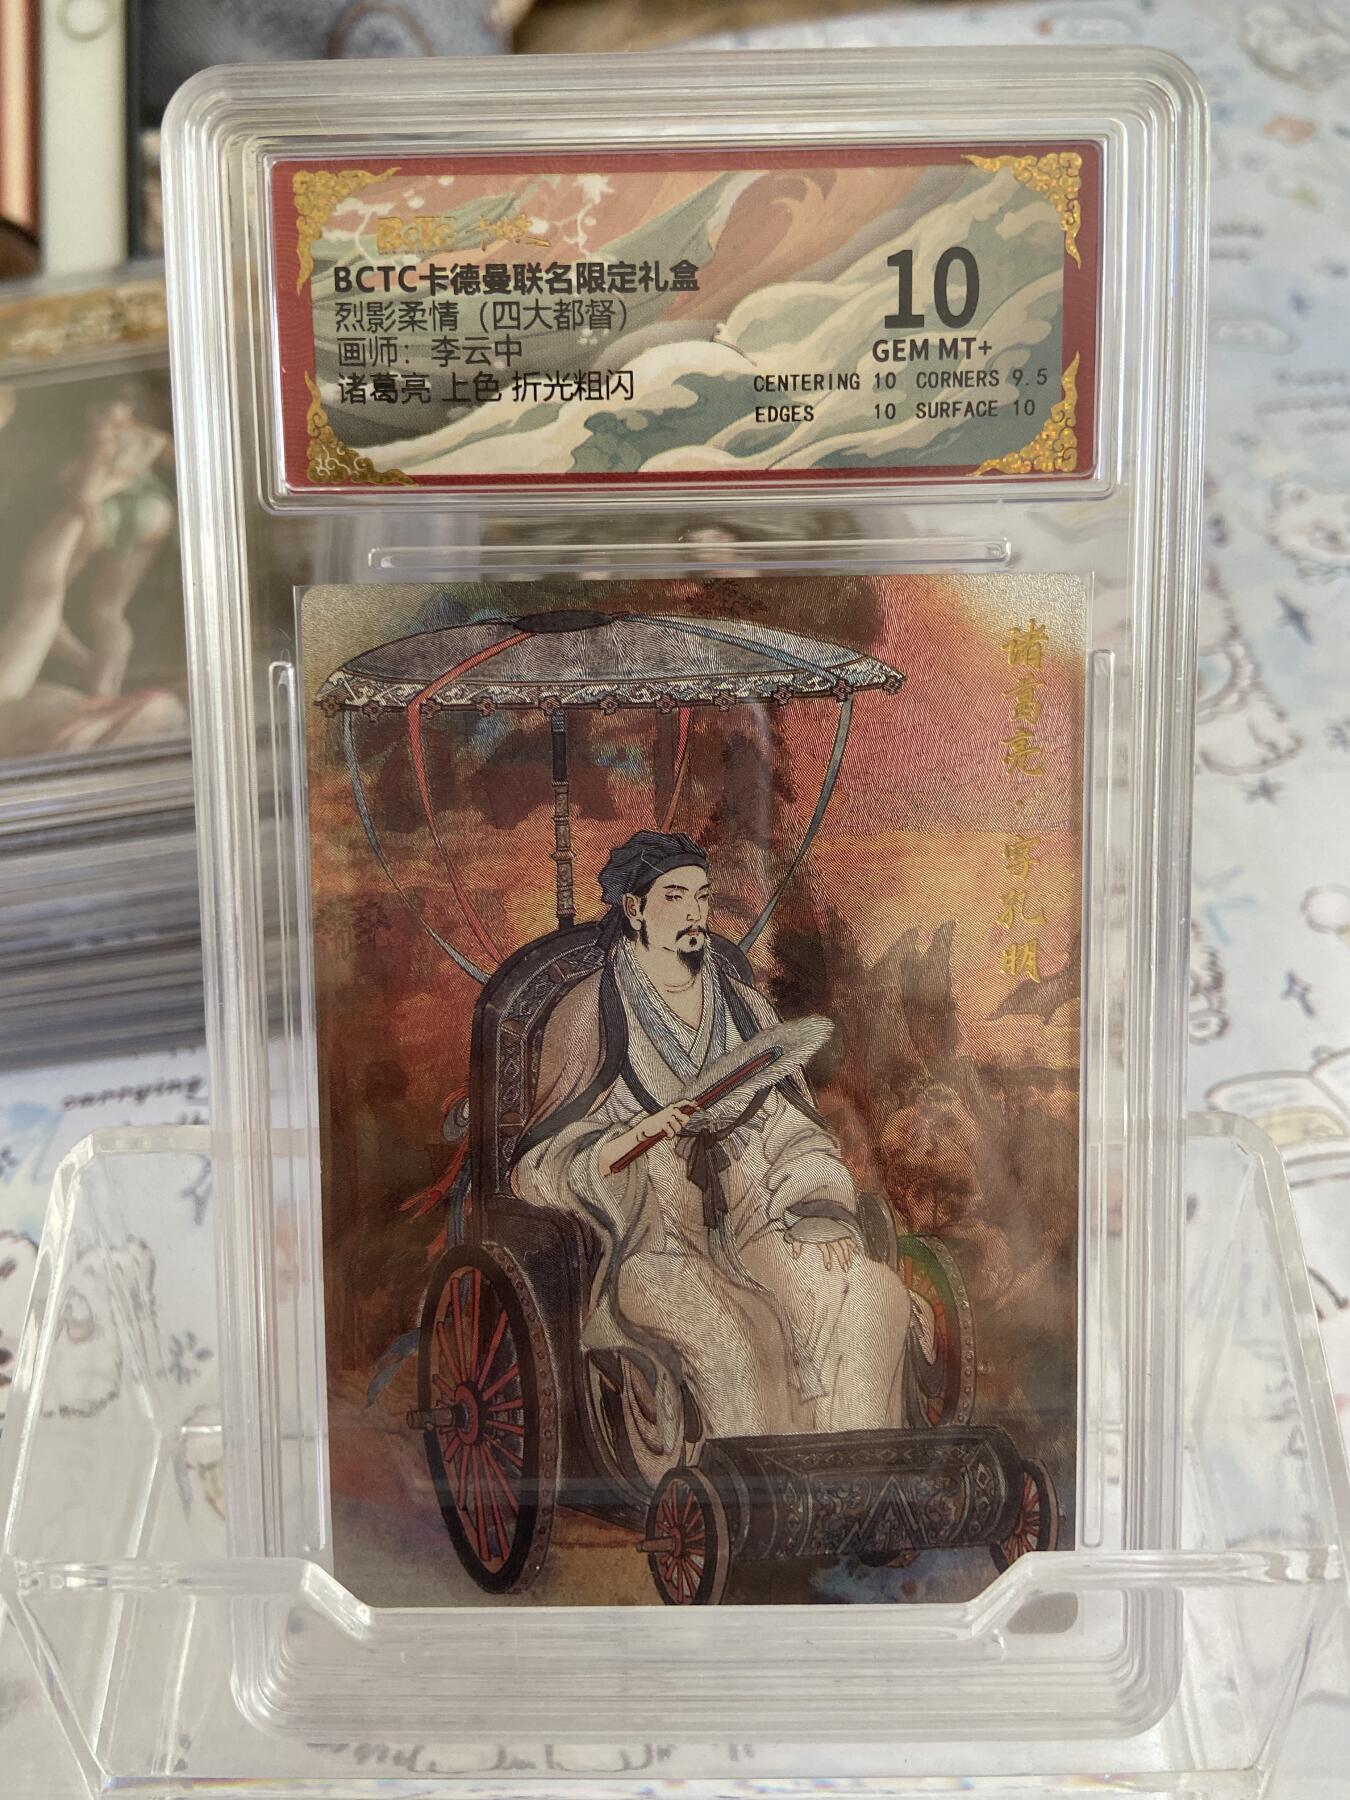 BCTC
BCTC卡德曼联名限定礼盒
烈影柔情（四大都督）
画师：李云中
诸葛亮 上色 折光粗闪
10
GEM MT+
CENTERING 10 CORNERS 9.5
EDGES 10 SURFACE 10
诸葛亮·字孔明
carrying